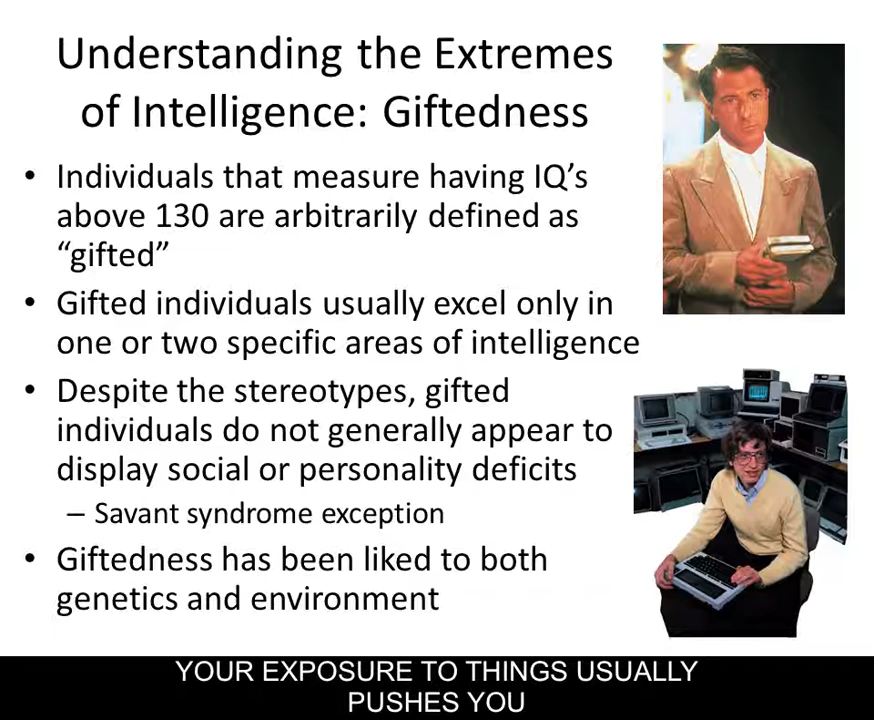 Understanding the Extremes
of Intelligence: Giftedness
• Individuals that measure having IQ's
above 130 are arbitrarily defined as
“gifted”
• Gifted individuals usually excel only in
one or two specific areas of intelligence
• Despite the stereotypes, gifted
individuals do not generally appear to
display social or personality deficits
– Savant syndrome exception
• Giftedness has been liked to both
genetics and environment
YOUR EXPOSURE TO THINGS USUALLY
PUSHES YOU